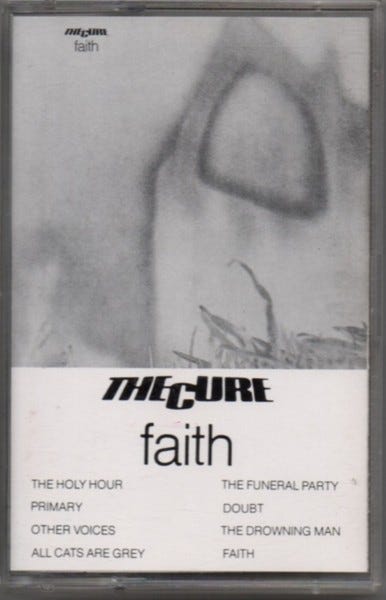 THE CURE
faith
THE CURE
faith
THE HOLY HOUR
PRIMARY
OTHER VOICES
ALL CATS ARE GREY
THE FUNERAL PARTY
DOUBT
THE DROWNING MAN
FAITH